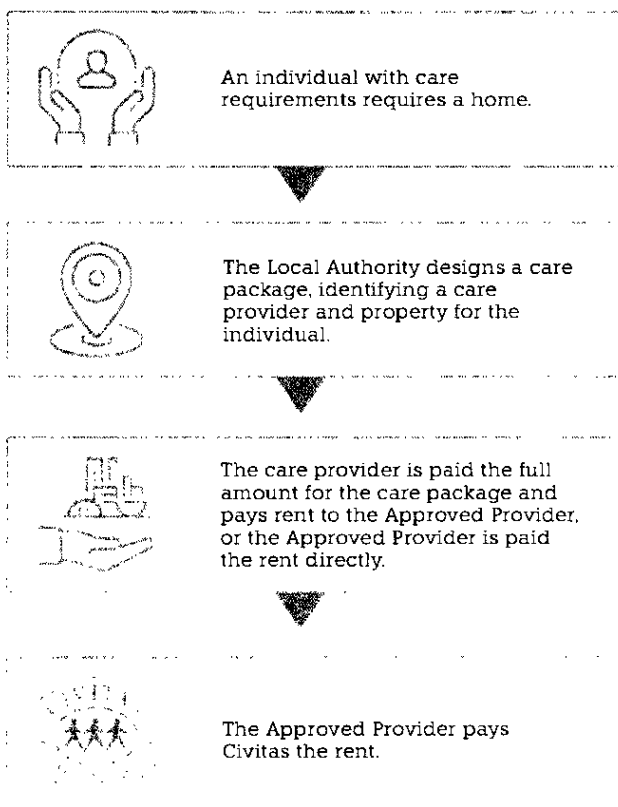 An individual with care
requirements requires a home.
The Local Authority designs a care
package, identifying a care
provider and property for the
individual.
The care provider is paid the full
amount for the care package and
pays rent to the Approved Provider,
or the Approved Provider is paid
the rent directly.
The Approved Provider pays
Civitas the rent.